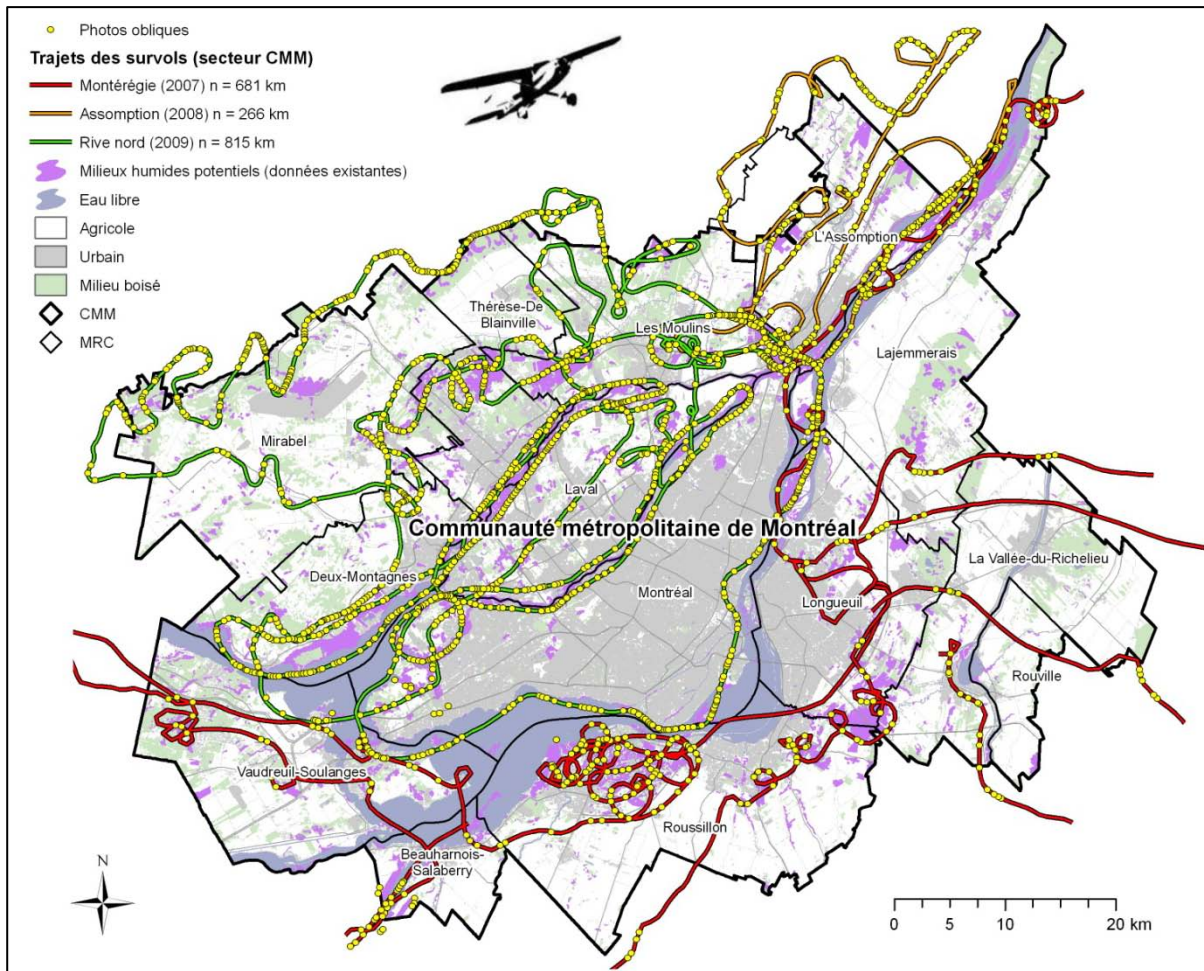 Photos obliques
Trajets des survols (secteur CMM)
Montérégie (2007) n = 681 km
Assomption (2008) n = 266 km
Rive nord (2009) n = 815 km
Milieux humides potentiels (données existantes)
Eau libre
Agricole
Urbain
Milieu boisé
CMM
MRC
L'Assomption
Thérèse-De
Blainville
Les Moulins
Lajemmerais
Mirabel
Laval
Communauté métropolitaine de Montréal
La Vallée-du-Richelieu
Deux-Montagnes
Montréal
Longueuil
Rouville
Vaudreuil-Soulanges
Roussillon
Beauharnois-
Salaberry
N
0 5 10 20 km